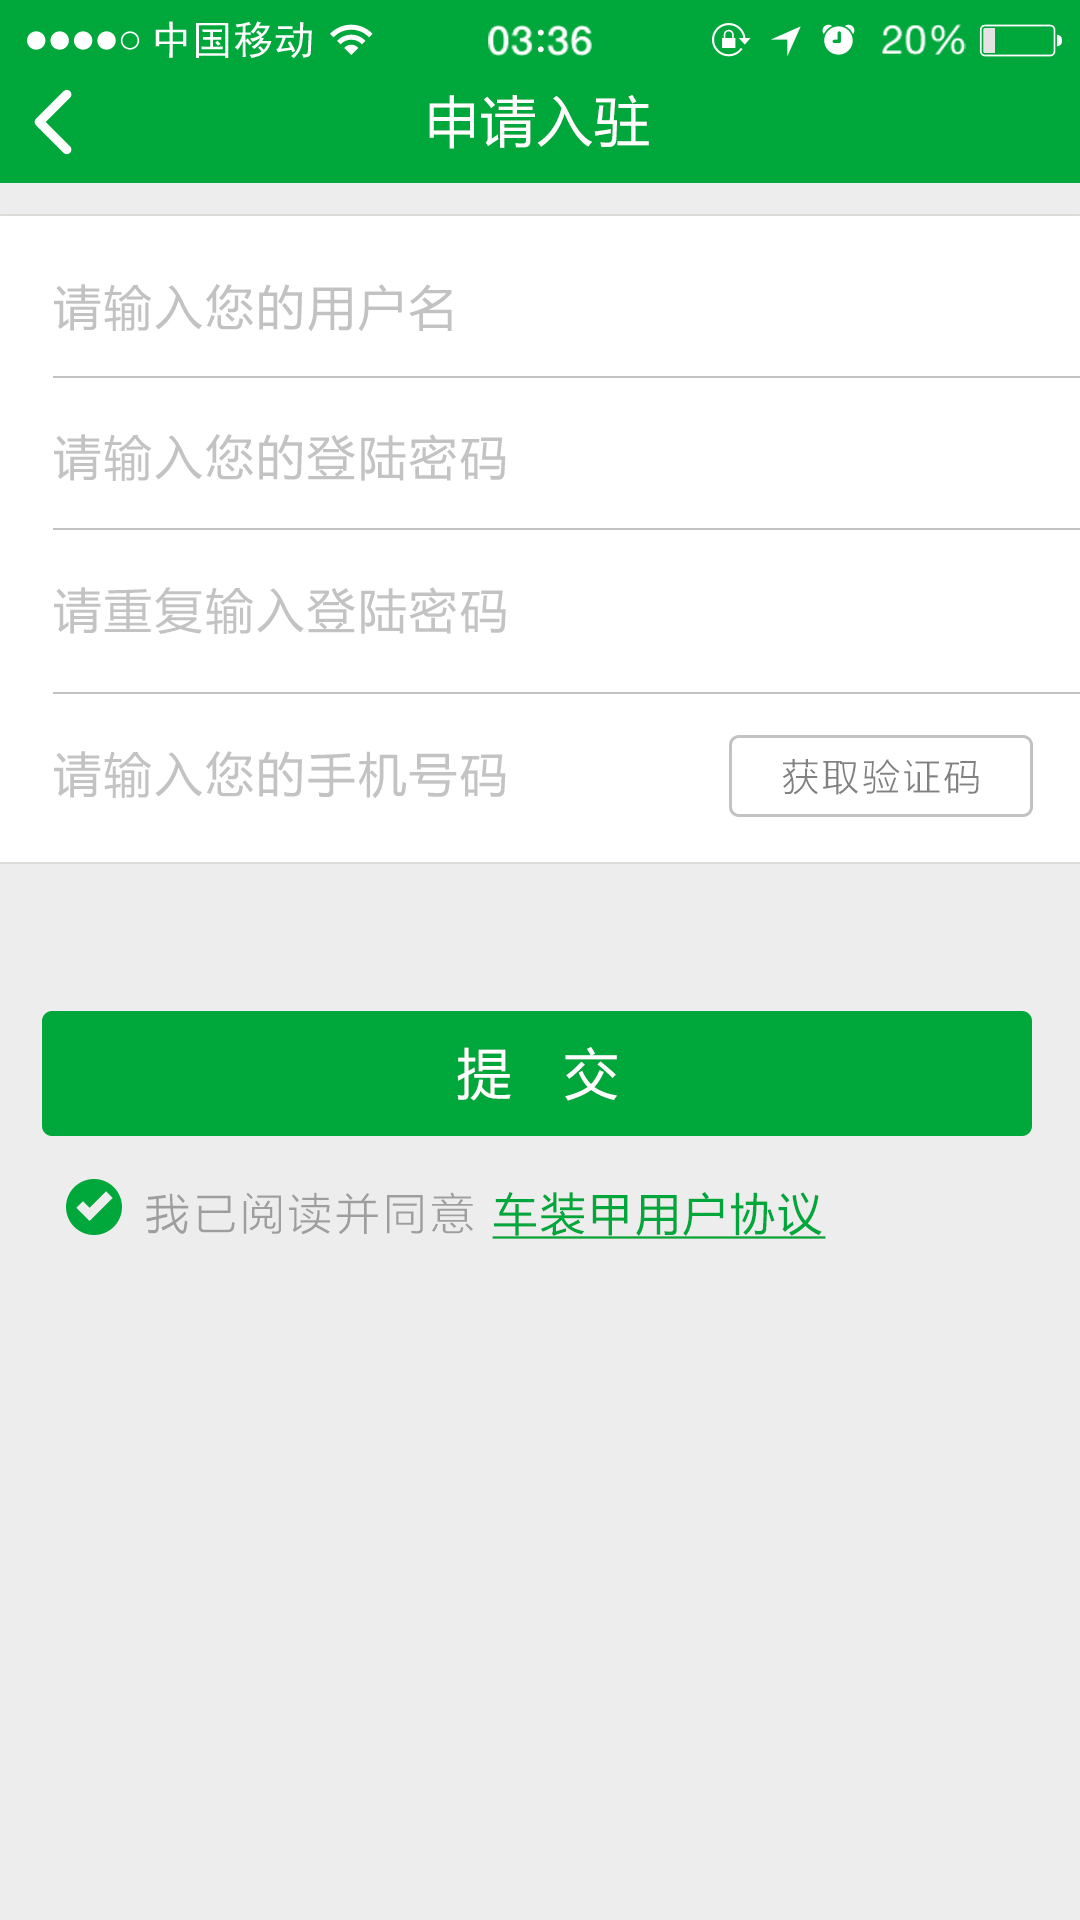 中国移动 03:36 20%
申请入驻
请输入您的用户名
请输入您的登陆密码
请重复输入登陆密码
请输入您的手机号码 获取验证码
提 交
我已阅读并同意 车装甲用户协议